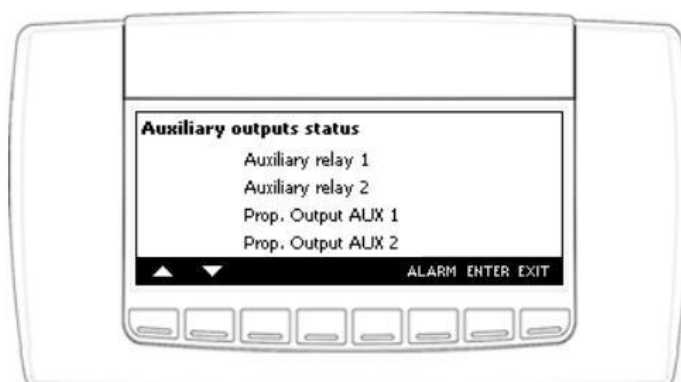 Auxiliary outputs status
Auxiliary relay 1
Auxiliary relay 2
Prop. Output AUX 1
Prop. Output AUX 2
ALARM ENTER EXIT